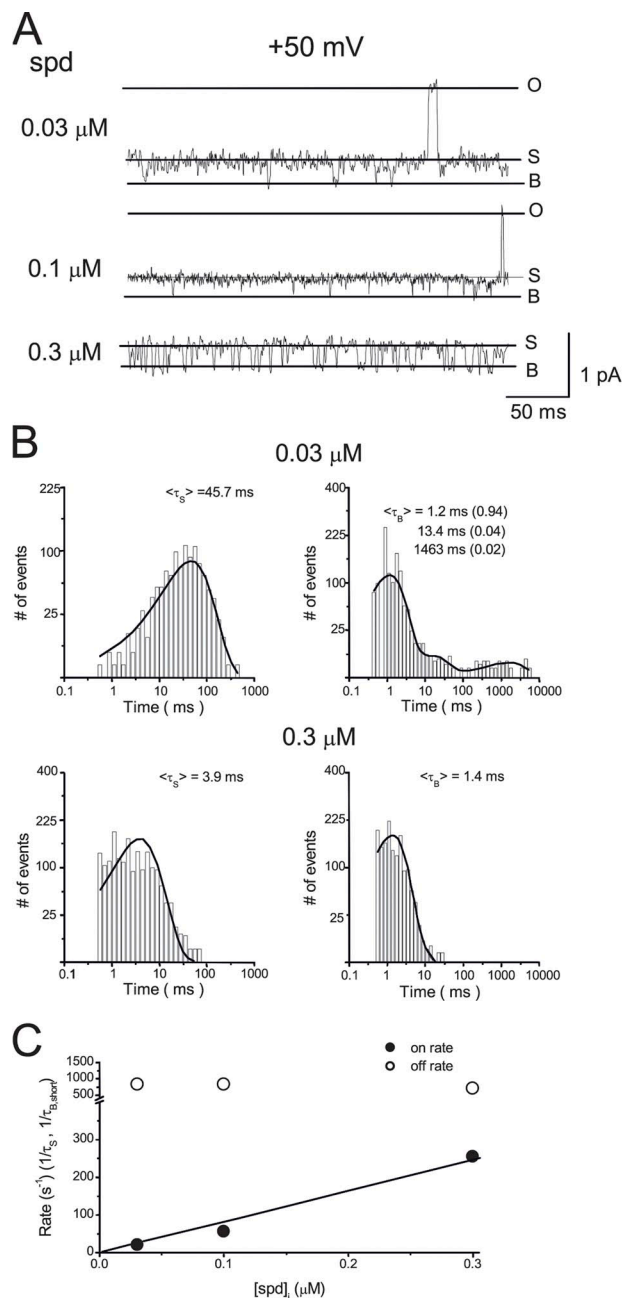 A
spd
+50 mV
0.03 µM
O
S
B
0.1 µM
O
S
B
0.3 µM
S
B
1 pA
50 ms
B
0.03 µM
225
100
25
# of events
<τS> =45.7 ms
0.1 1 10 100 1000
Time ( ms )
400
225
100
25
# of events
<τB> = 1.2 ms (0.94)
13.4 ms (0.04)
1463 ms (0.02)
0.1 1 10 100 1000 10000
Time ( ms )
0.3 µM
400
225
100
25
# of events
<τS> = 3.9 ms
0.1 1 10 100 1000
Time ( ms )
400
225
100
25
# of events
<τB> = 1.4 ms
0.1 1 10 100 1000 10000
Time ( ms )
C
on rate
off rate
1500
1000
500
250
200
150
100
50
0
Rate (s-1) (1/τS , 1/τB,short)
0.0 0.1 0.2 0.3
[spd]i (µM)